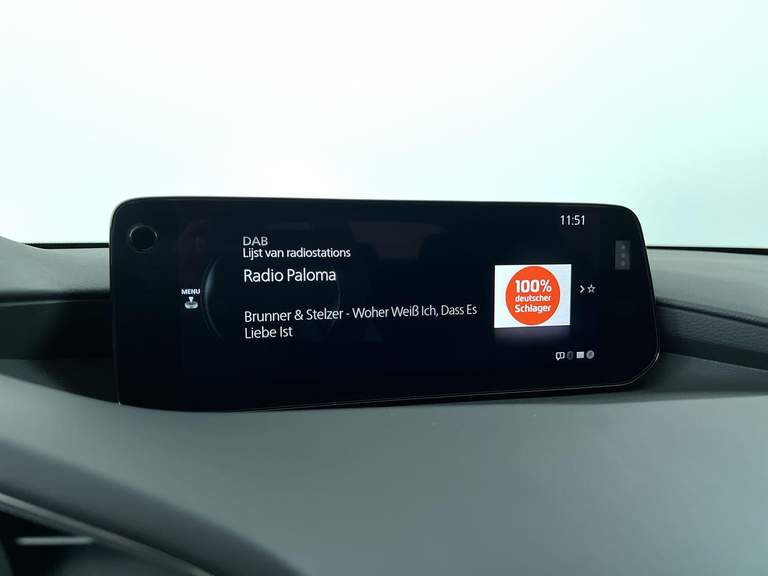 11:51
DAB
Lijst van radiostations
Radio Paloma
MENU
100%
deutscher
Schlager
Brunner & Stelzer - Woher Weiß Ich, Dass Es
Liebe Ist